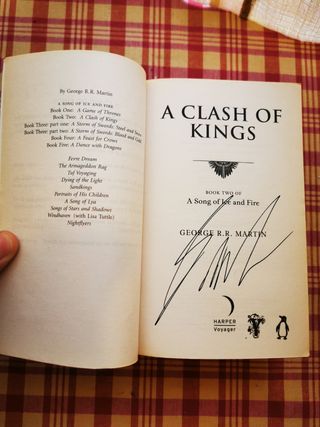 By George R.R. Martin
A SONG OF ICE AND FIRE
Book One: A Game of Thrones
Book Two: A Clash of Kings
Book Three: part one: A Storm of Swords: Steel and Snow
Book Three: part two: A Storm of Swords: Blood and Gold
Book Four: A Feast for Crows
Book Five: A Dance with Dragons
Fevre Dream
The Armageddon Rag
Tuf Voyaging
Dying of the Light
Sandkings
Portraits of His Children
A Song of Lya
Songs of Stars and Shadows
Windhaven (with Lisa Tuttle)
Nightflyers
A CLASH OF
KINGS
BOOK TWO OF
A Song of Ice and Fire
GEORGE R.R. MARTIN
HARPER
Voyager